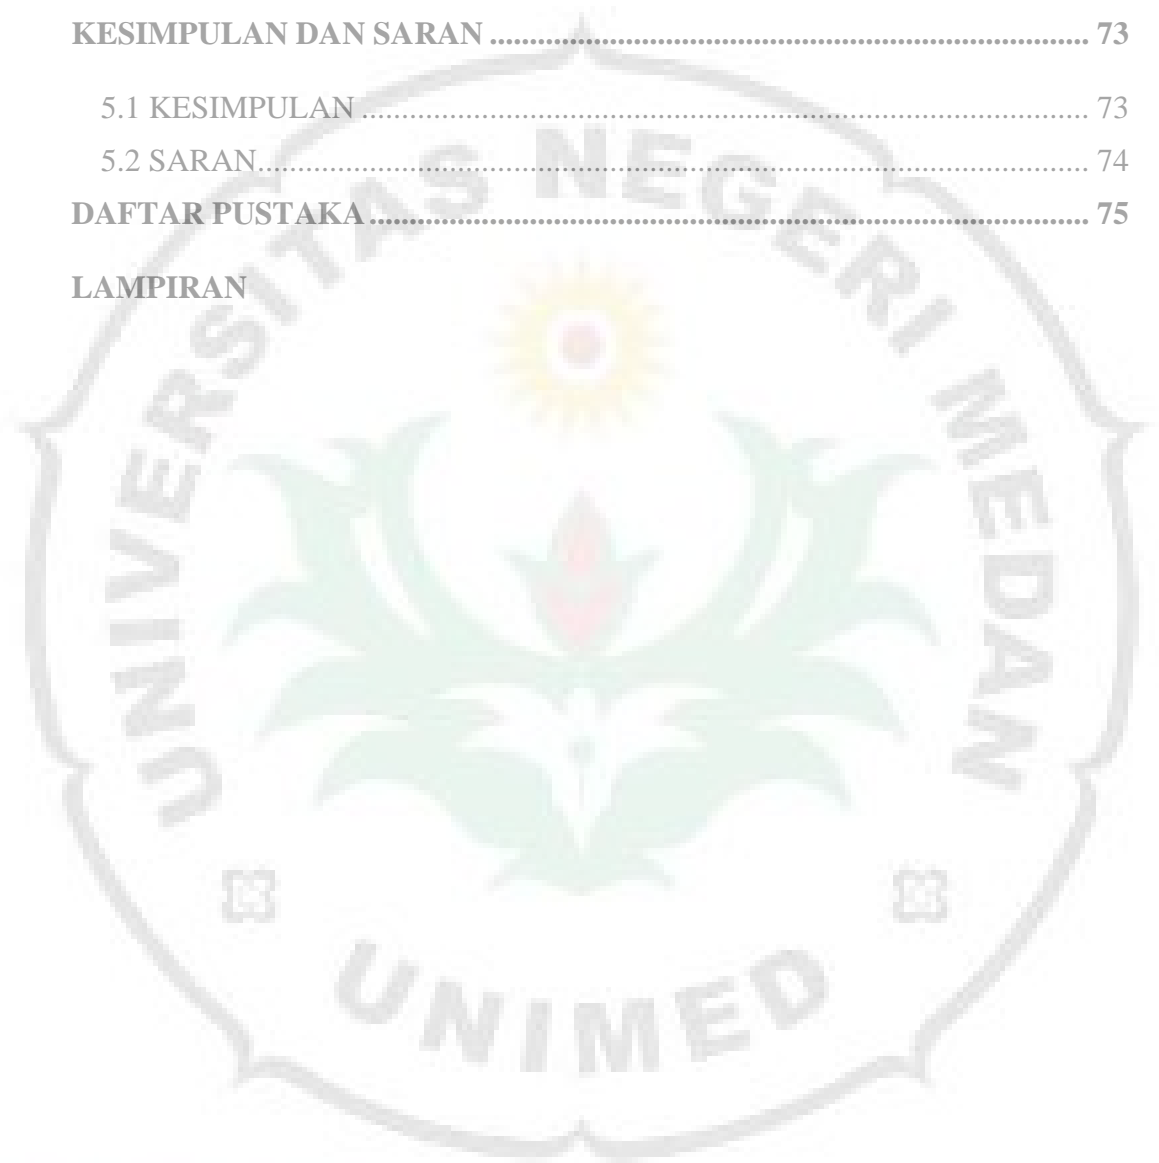 KESIMPULAN DAN SARAN ........................................................................... 73
5.1 KESIMPULAN ........................................................................................... 73
5.2 SARAN........................................................................................................ 74
DAFTAR PUSTAKA .......................................................................................... 75
LAMPIRAN
UNIVERSITAS NEGERI MEDAN
UNIMED